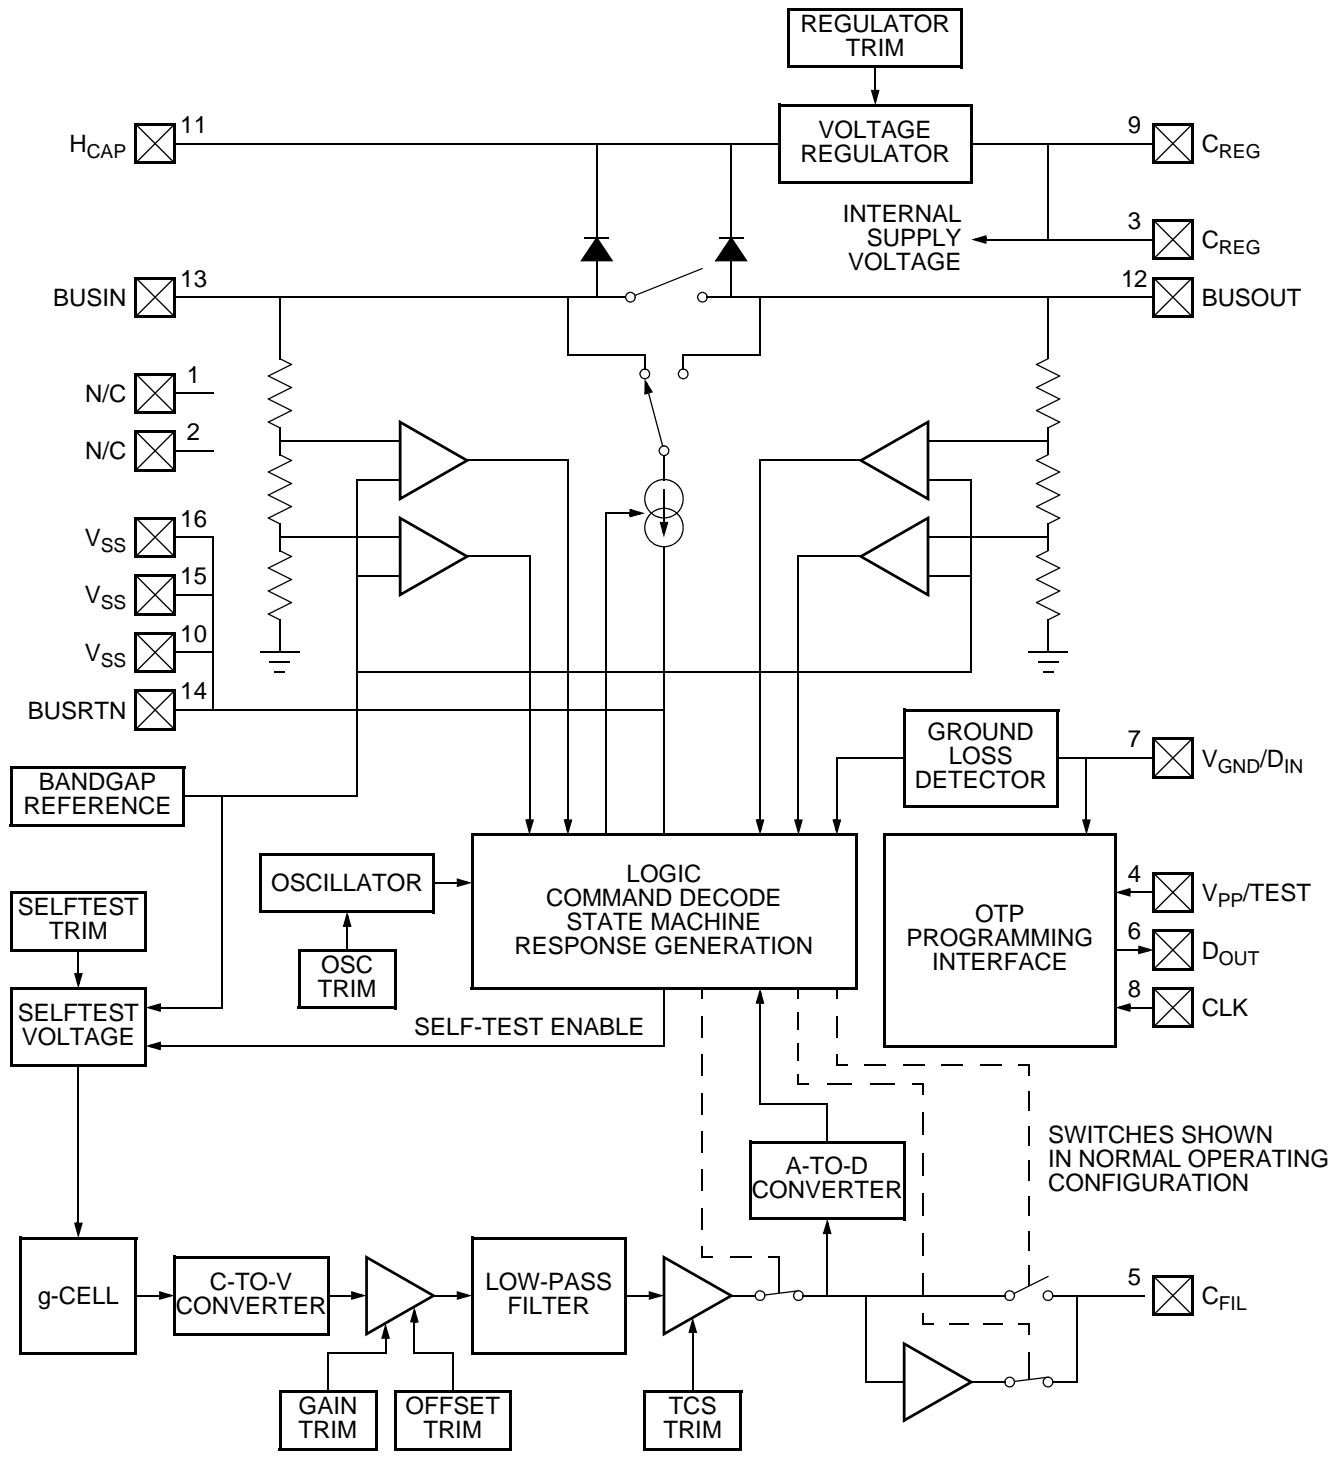 REGULATOR
TRIM
HCAP
11
VOLTAGE
REGULATOR
9
CREG
INTERNAL
SUPPLY
VOLTAGE
3
CREG
BUSIN
13
12
BUSOUT
N/C
1
N/C
2
VSS
16
VSS
15
VSS
10
BUSRTN
14
GROUND
LOSS
DETECTOR
7
VGND/DIN
BANDGAP
REFERENCE
OSCILLATOR
LOGIC
COMMAND DECODE
STATE MACHINE
RESPONSE GENERATION
OTP
PROGRAMMING
INTERFACE
4
VPP/TEST
6
DOUT
8
CLK
SELFTEST
TRIM
OSC
TRIM
SELFTEST
VOLTAGE
SELF-TEST ENABLE
SWITCHES SHOWN
IN NORMAL OPERATING
CONFIGURATION
A-TO-D
CONVERTER
g-CELL
C-TO-V
CONVERTER
LOW-PASS
FILTER
5
CFIL
GAIN
TRIM
OFFSET
TRIM
TCS
TRIM